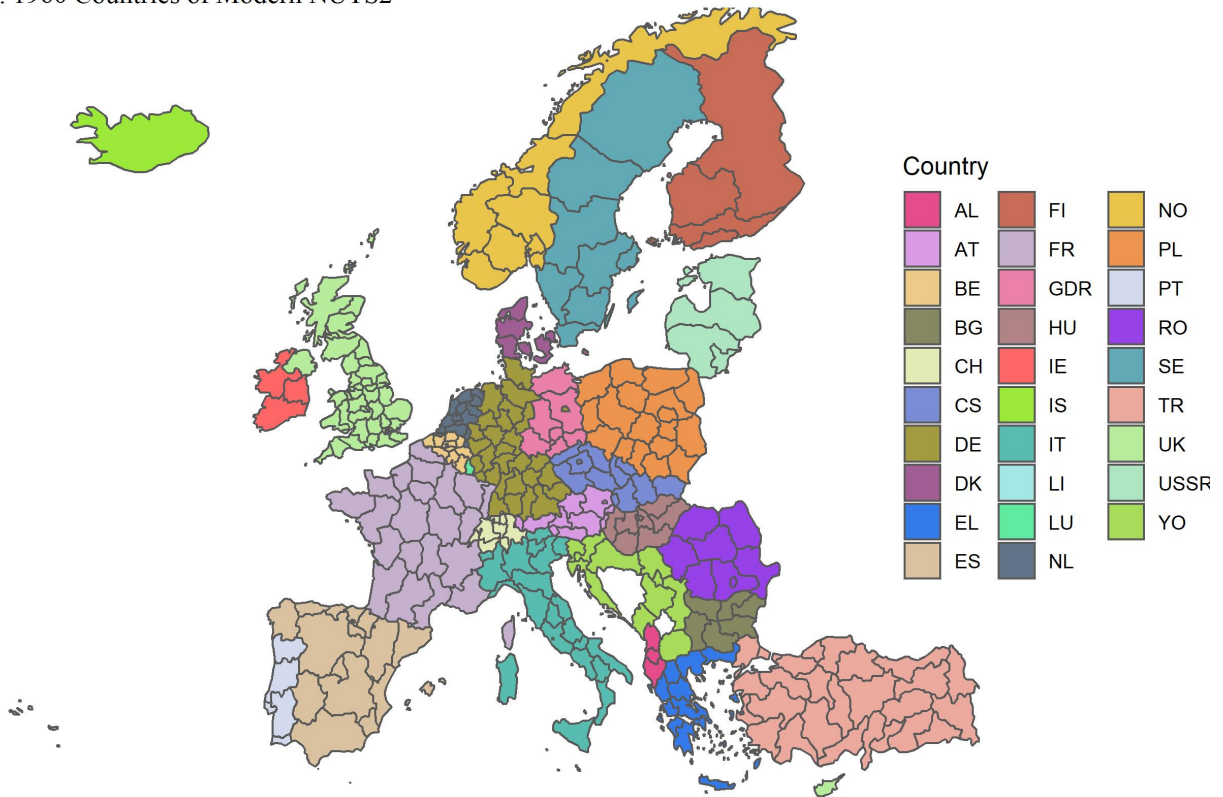 : 1960 Countries of Modern NUTS2
Country
AL FI NO
AT FR PL
BE GDR PT
BG HU RO
CH IE SE
CS IS TR
DE IT UK
DK LI USSR
EL LU YO
ES NL